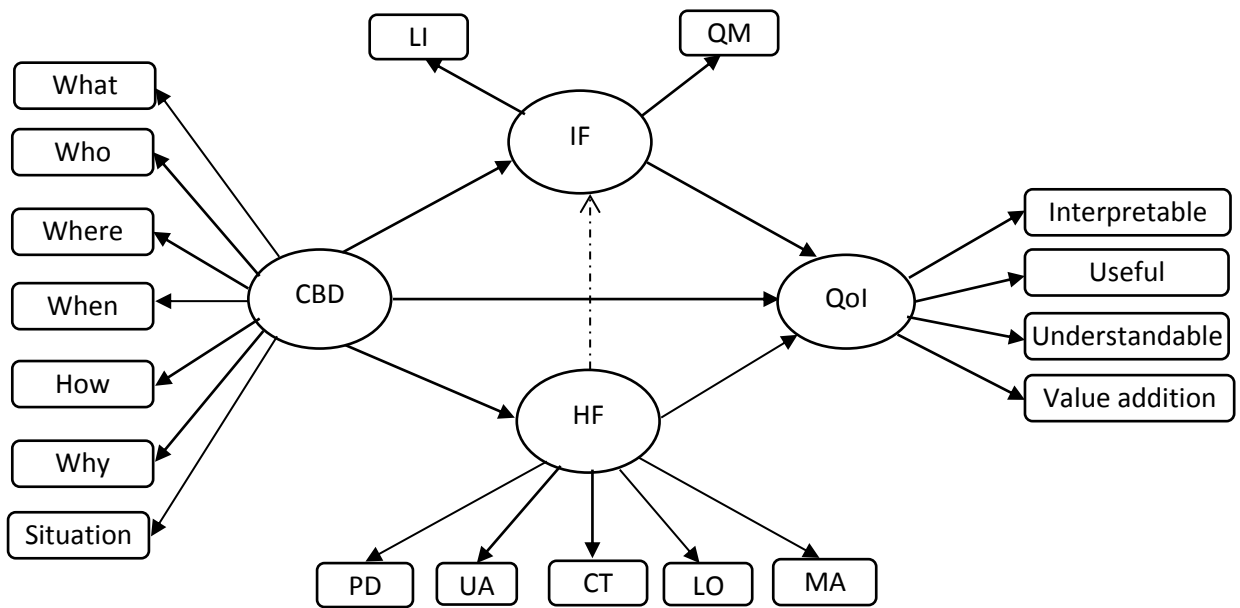 LI
QM
What
Who
IF
Where
Interpretable
Useful
When
CBD
QoI
Understandable
How
HF
Value addition
Why
Situation
PD
UA
CT
LO
MA